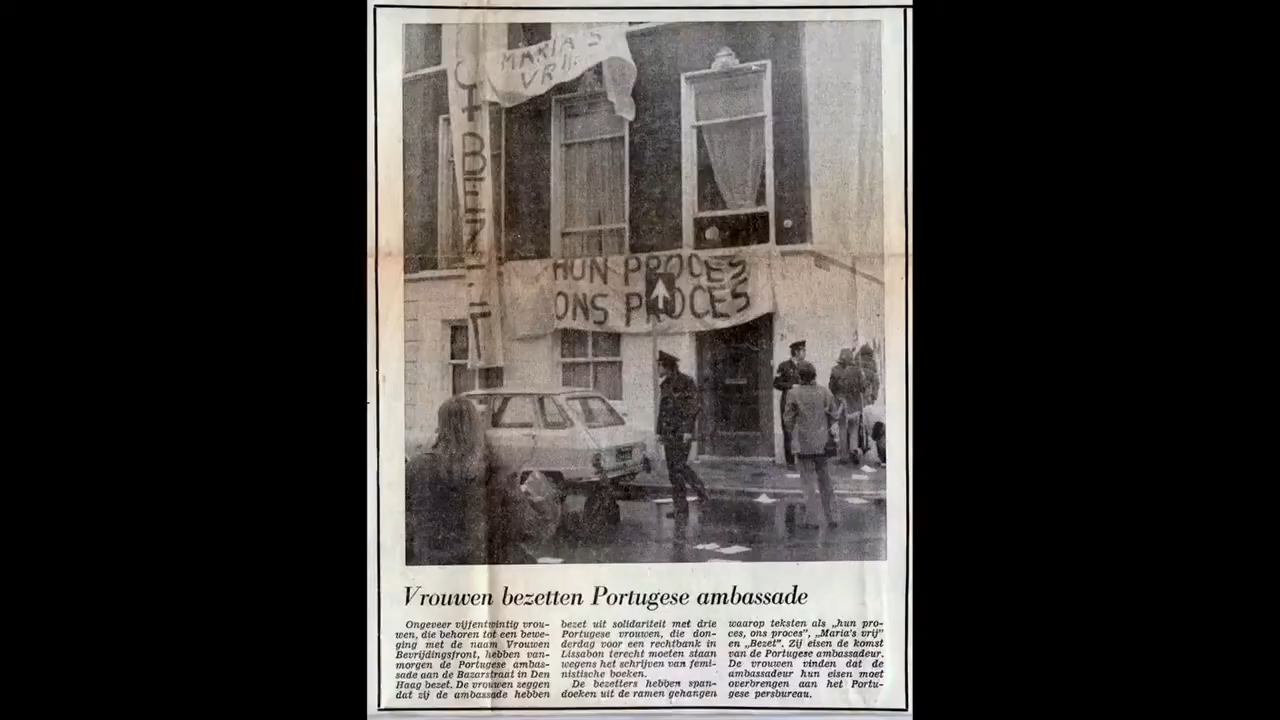 MARIA'S
VRIJ
HUN PROCES
ONS PROCES
Vrouwen bezetten Portugese ambassade
Ongeveer vijfentwintig vrou-
wen, die behoren tot een bewe-
ging met de naam Vrouwen
Bevrijdingsfront, hebben van-
morgen de Portugese ambas-
sade aan de Bazarstraat in Den
Haag bezet. De vrouwen zeggen
dat zij de ambassade hebben
bezet uit solidariteit met drie
Portugese vrouwen, die don-
derdag voor een rechtbank in
Lissabon terecht moeten staan
wegens het schrijven van femi-
nistische boeken.
De bezetters hebben span-
doeken uit de ramen gehangen
waarop teksten als „hun pro-
ces, ons proces”, „Maria's vrij”
en „Bezet”. Zij eisen de komst
van de Portugese ambassadeur.
De vrouwen vinden dat de
ambassadeur hun eisen moet
overbrengen aan het Portu-
gese persbureau.